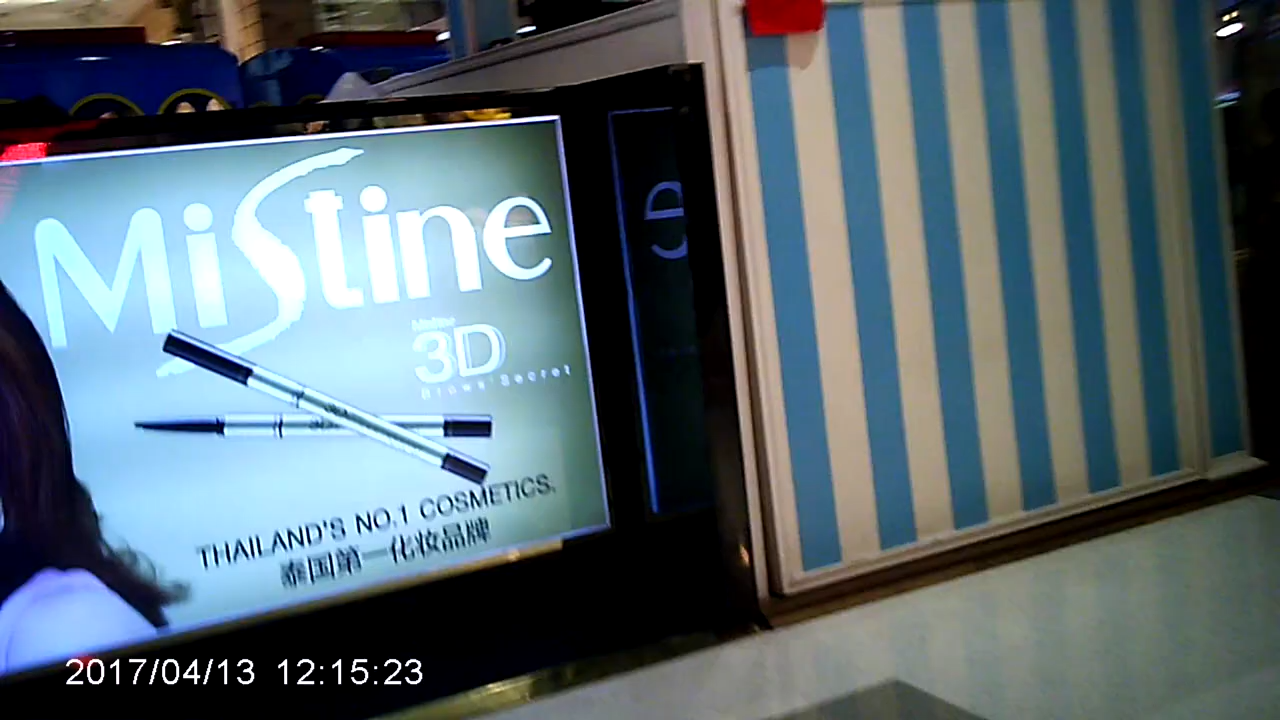 Mistine
Mistine
3D
Brows Secret
THAILAND'S NO.1 COSMETICS.
泰国第一化妆品牌
e
2017/04/13 12:15:23